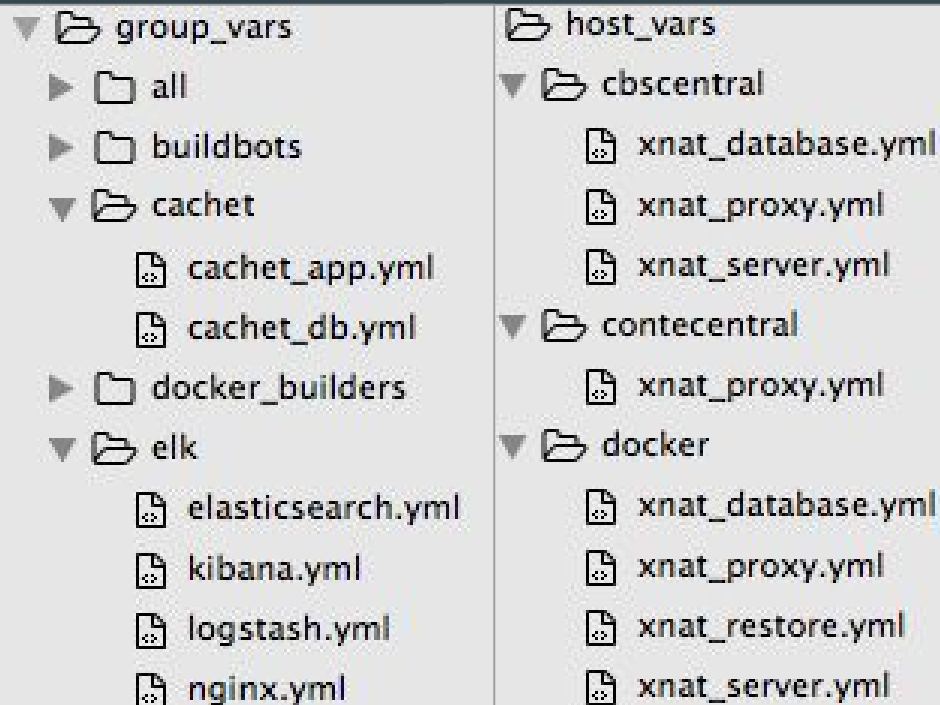 group_vars
all
buildbots
cachet
cachet_app.yml
cachet_db.yml
docker_builders
elk
elasticsearch.yml
kibana.yml
logstash.yml
nginx.yml
host_vars
cbscentral
xnat_database.yml
xnat_proxy.yml
xnat_server.yml
contecentral
xnat_proxy.yml
docker
xnat_database.yml
xnat_proxy.yml
xnat_restore.yml
xnat_server.yml